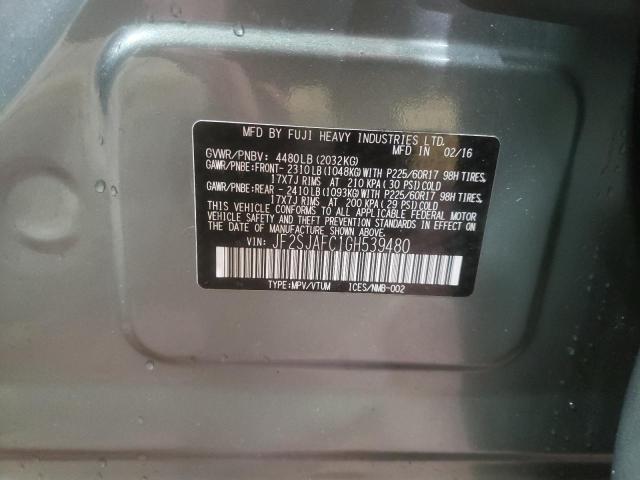 MFD BY FUJI HEAVY INDUSTRIES LTD.
MFD IN 02/16
GVWR/PNBV: 4480LB (2032KG)
GAWR/PNBE:FRONT- 2310LB (1048KG)WITH P225/60R17 98H TIRES,
17X7J RIMS AT 210 KPA (30 PSI) COLD
GAWR/PNBE:REAR - 2410LB (1093KG)WITH P225/60R17 98H TIRES,
17X7J RIMS AT 200 KPA (29 PSI) COLD
THIS VEHICLE CONFORMS TO ALL APPLICABLE FEDERAL MOTOR
VEHICLE SAFETY AND THEFT PREVENTION STANDARDS IN EFFECT ON
THE DATE OF MANUFACTURE SHOWN ABOVE.
VIN: JF2SJAFC1GH539480
TYPE:MPV/VTUM ICES/NMB-002